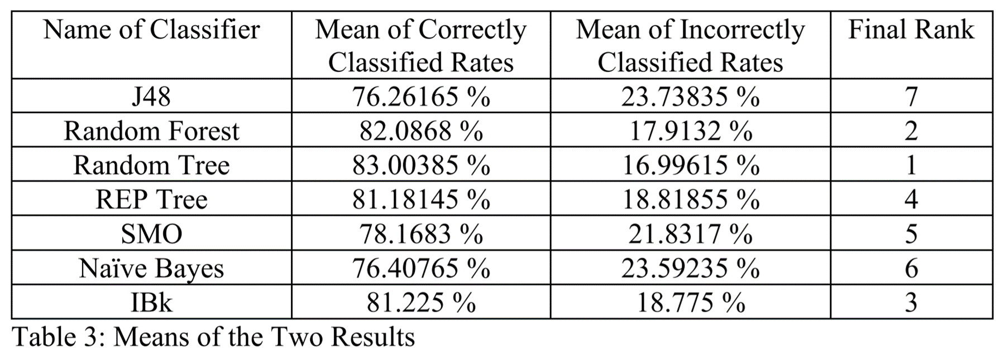 Name of Classifier Mean of Correctly Classified Rates Mean of Incorrectly Classified Rates Final Rank
J48 76.26165 % 23.73835 % 7
Random Forest 82.0868 % 17.9132 % 2
Random Tree 83.00385 % 16.99615 % 1
REP Tree 81.18145 % 18.81855 % 4
SMO 78.1683 % 21.8317 % 5
Naïve Bayes 76.40765 % 23.59235 % 6
IBk 81.225 % 18.775 % 3
Table 3: Means of the Two Results